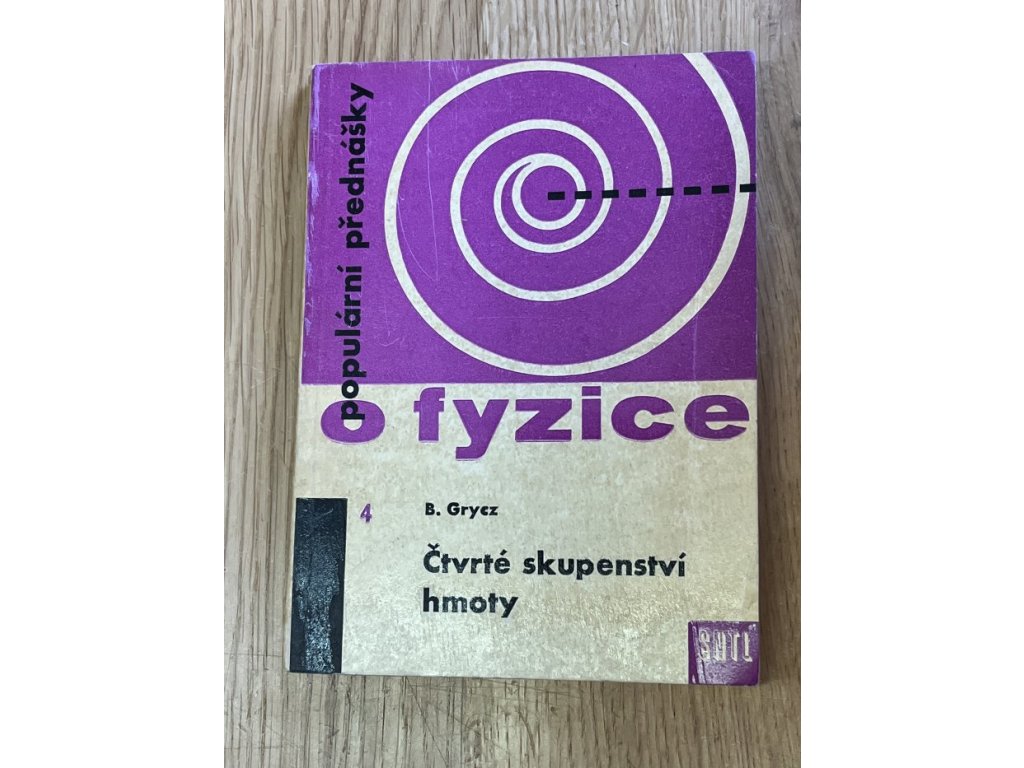 populární přednášky
o fyzice
4
B. Grycz
Čtvrté skupenství
hmoty
SNTL